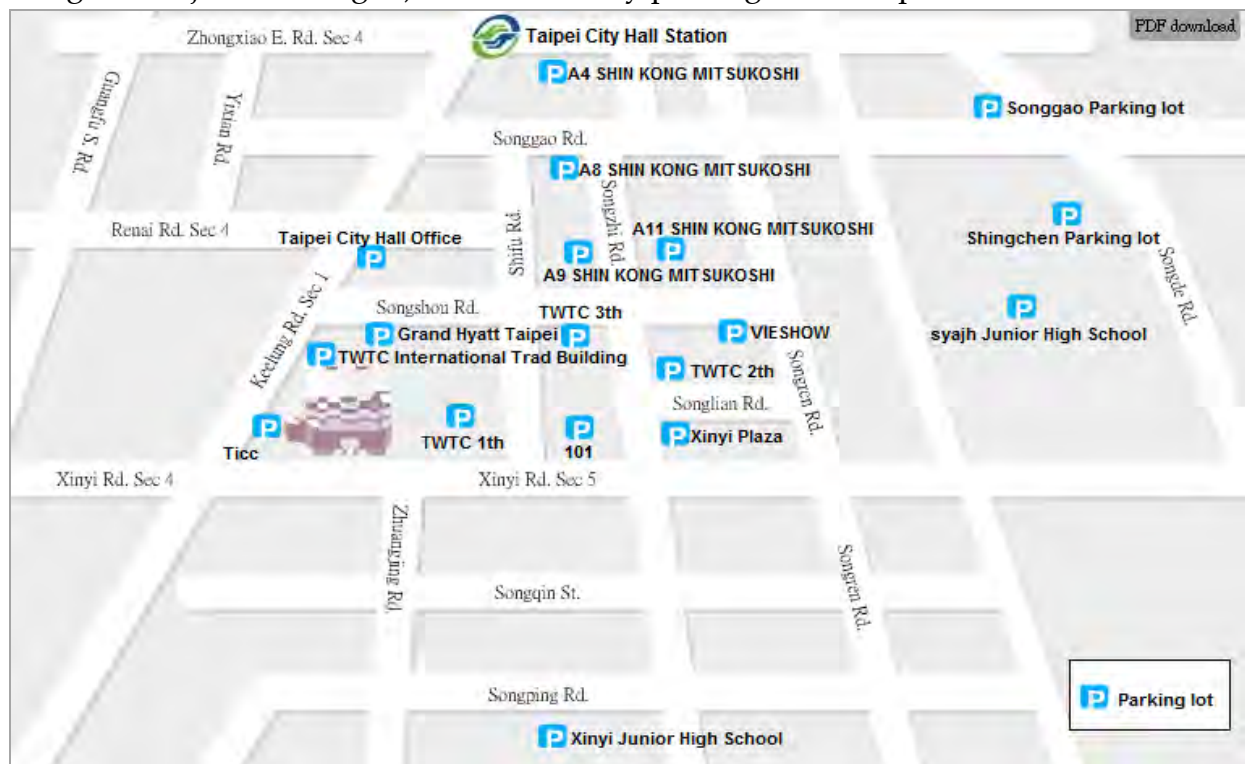 PDF download
Zhongxiao E. Rd. Sec 4
Taipei City Hall Station
A4 SHIN KONG MITSUKOSHI
Guangfu S. Rd.
Yixian Rd.
Songgao Parking lot
Songgao Rd.
A8 SHIN KONG MITSUKOSHI
Songzhi Rd.
Renai Rd. Sec 4
Taipei City Hall Office
Shifu Rd.
A11 SHIN KONG MITSUKOSHI
Shingchen Parking lot
A9 SHIN KONG MITSUKOSHI
Songde Rd.
Keelung Rd. Sec 1
Songshou Rd.
TWTC 3th
Grand Hyatt Taipei
VIESHOW
syajh Junior High School
TWTC International Trad Building
TWTC 2th
Songren Rd.
Songlian Rd.
Ticc
TWTC 1th
101
Xinyi Plaza
Xinyi Rd. Sec 4
Xinyi Rd. Sec 5
Zhuangjing Rd.
Songqin St.
Songren Rd.
Songping Rd.
Parking lot
Xinyi Junior High School